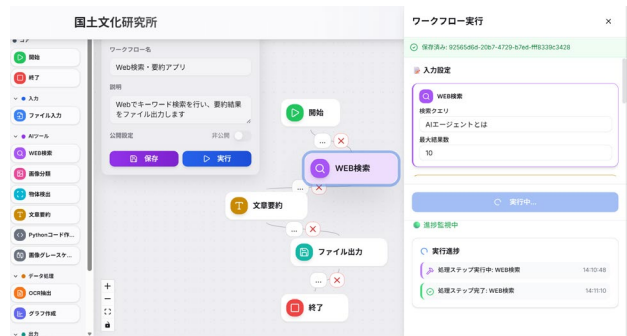 国土文化研究所
コア
開始
終了
入力
ファイル入力
AIツール
WEB検索
画像分類
物体検出
文章要約
Pythonコード作...
画像グレースケ...
データ処理
OCR抽出
グラフ作成
出力
ワークフロー名
Web検索・要約アプリ
説明
Webでキーワード検索を行い、要約結果
をファイル出力します
公開設定
非公開
保存
実行
開始
...
WEB検索
...
T 文章要約
...
ファイル出力
...
終了
ワークフロー実行
保存済み: 92565d6d-20b7-4729-b7ed-fff8339c3428
入力設定
WEB検索
検索クエリ
AIエージェントとは
最大結果数
10
実行中...
進捗監視中
実行進捗
処理ステップ実行中: WEB検索 14:10:48
処理ステップ完了: WEB検索 14:11:10